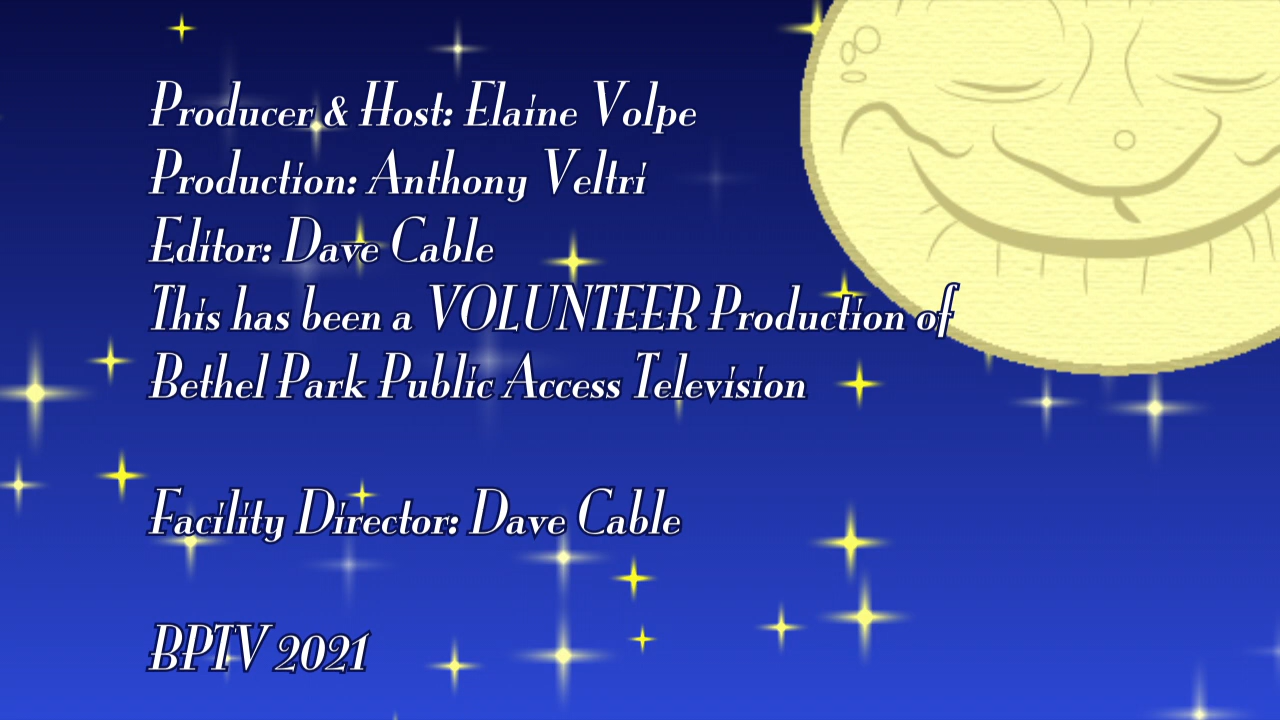 Producer & Host: Elaine Volpe
Production: Anthony Veltri
Editor: Dave Cable
This has been a VOLUNTEER Production of
Bethel Park Public Access Television
Facility Director: Dave Cable
BPTV 2021